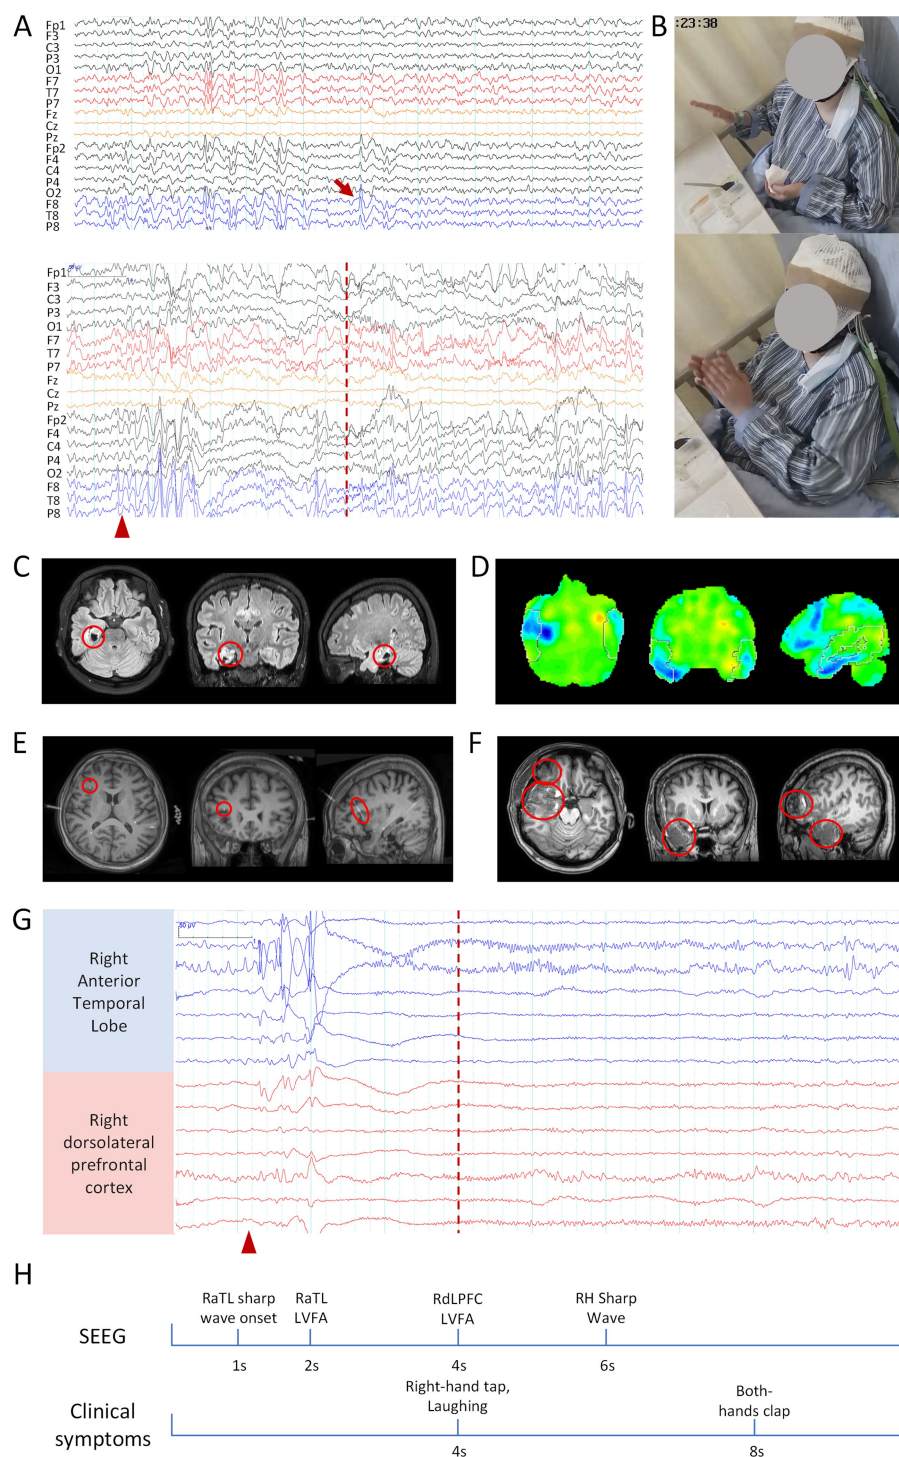 A
Fp1
F3
C3
P3
O1
F7
T7
P7
Fz
Cz
Pz
Fp2
F4
C4
P4
O2
F8
T8
P8
Fp1
F3
C3
P3
O1
F7
T7
P7
Fz
Cz
Pz
Fp2
F4
C4
P4
O2
F8
T8
P8
B
:23:38
C
D
E
F
G
50 μV
Right
Anterior
Temporal
Lobe
Right
dorsolateral
prefrontal
cortex
H
SEEG
RaTL sharp
wave onset
RaTL
LVFA
RdLPFC
LVFA
RH Sharp
Wave
1s
2s
4s
6s
Clinical
symptoms
Right-hand tap,
Laughing
Both-
hands clap
4s
8s